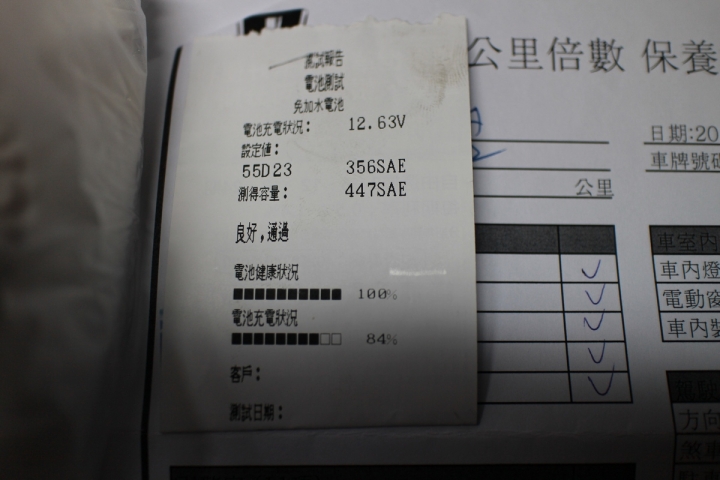 測試報告
電池測試
免加水電池
電池充電狀況: 12.63V
設定值:
55D23 356SAE
測得容量: 447SAE
良好,通過
電池健康狀況
100%
電池充電狀況
84%
客戶:
測試日期:
公里倍數 保養
日期:20
車牌號碼
公里
車室內
車內燈
電動窗
車內裝
方向
煞車